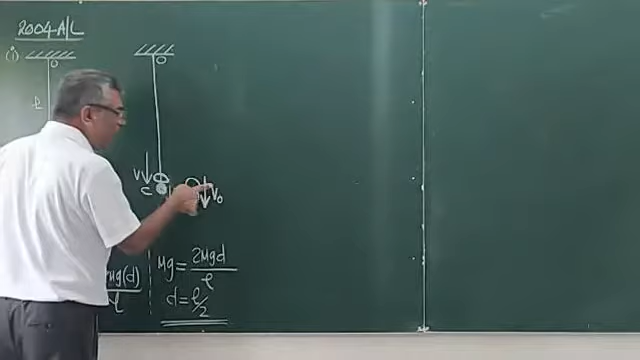 2004-A/L
(i)
O
O
ℓ
V
C
V₀
mg(d)
ℓ
Mg = 2Mgd
ℓ
d = ℓ/2